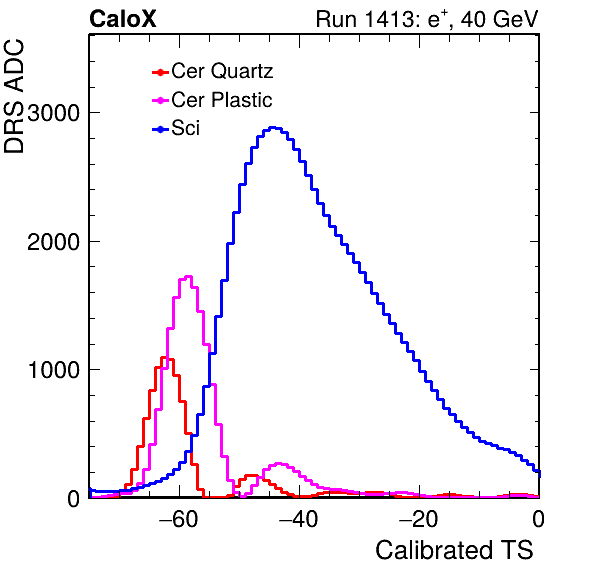 CaloX Run 1413: e⁺, 40 GeV
DRS ADC
Cer Quartz
Cer Plastic
Sci
3000
2000
1000
0
−60 −40 −20 0
Calibrated TS